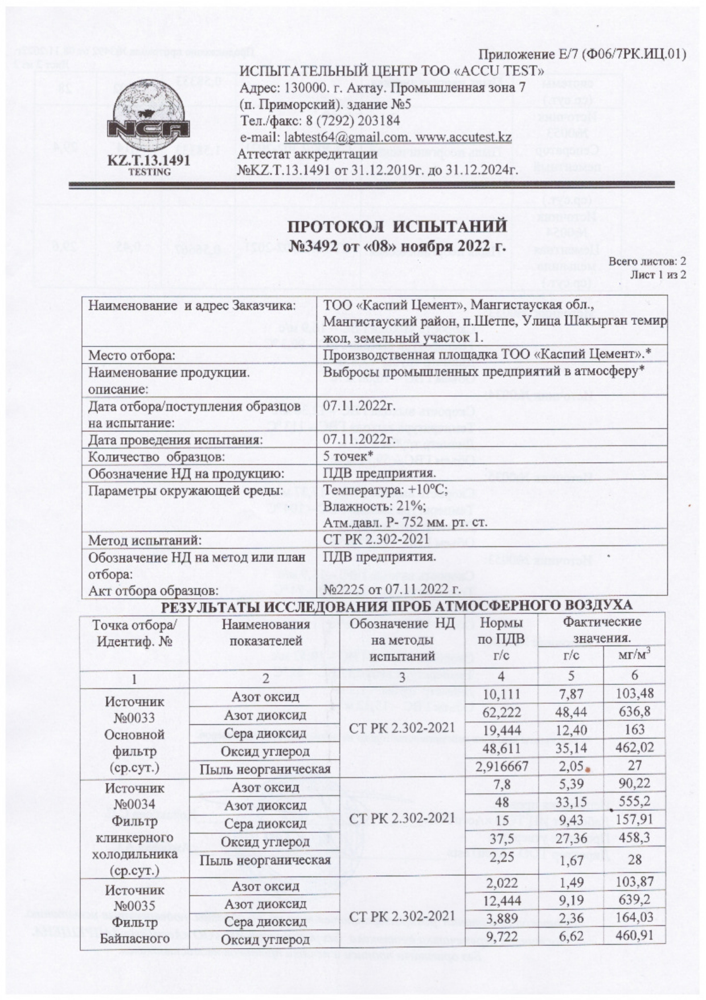 Приложение Е/7 (Ф06/7РК.ИЦ.01)
ИСПЫТАТЕЛЬНЫЙ ЦЕНТР ТОО «ACCU TEST»
Адрес: 130000. г. Актау. Промышленная зона 7
(п. Приморский). здание №5
Тел./факс: 8 (7292) 203184
e-mail: labtest64@gmail.com. www.accutest.kz
Аттестат аккредитации
№KZ.T.13.1491 от 31.12.2019г. до 31.12.2024г.
NCA
KZ.T.13.1491
TESTING
ПРОТОКОЛ ИСПЫТАНИЙ
№3492 от «08» ноября 2022 г.
Всего листов: 2
Лист 1 из 2
Наименование и адрес Заказчика: ТОО «Каспий Цемент», Мангистауская обл.,
Мангистауский район, п.Шетпе, Улица Шакырган темир
жол, земельный участок 1.
Место отбора: Производственная площадка ТОО «Каспий Цемент».*
Наименование продукции. Выбросы промышленных предприятий в атмосферу*
описание:
Дата отбора/поступления образцов 07.11.2022г.
на испытание:
Дата проведения испытания: 07.11.2022г.
Количество образцов: 5 точек*
Обозначение НД на продукцию: ПДВ предприятия.
Параметры окружающей среды: Температура: +10ºС;
Влажность: 21%;
Атм.давл. Р- 752 мм. рт. ст.
Метод испытаний: СТ РК 2.302-2021
Обозначение НД на метод или план ПДВ предприятия.
отбора:
Акт отбора образцов: №2225 от 07.11.2022 г.
РЕЗУЛЬТАТЫ ИССЛЕДОВАНИЯ ПРОБ АТМОСФЕРНОГО ВОЗДУХА
Точка отбора/ Наименования Обозначение НД Нормы Фактические
Идентиф. № показателей на методы по ПДВ значения.
испытаний г/с г/с мг/м³
1 2 3 4 5 6
Источник Азот оксид 10,111 7,87 103,48
№0033 Азот диоксид 62,222 48,44 636,8
Основной Сера диоксид СТ РК 2.302-2021 19,444 12,40 163
фильтр Оксид углерод 48,611 35,14 462,02
(ср.сут.) Пыль неорганическая 2,916667 2,05 27
Источник Азот оксид 7,8 5,39 90,22
№0034 Азот диоксид 48 33,15 555,2
Фильтр Сера диоксид СТ РК 2.302-2021 15 9,43 157,91
клинкерного Оксид углерод 37,5 27,36 458,3
холодильника Пыль неорганическая 2,25 1,67 28
(ср.сут.)
Источник Азот оксид 2,022 1,49 103,87
№0035 Азот диоксид 12,444 9,19 639,2
Фильтр Сера диоксид СТ РК 2.302-2021 3,889 2,36 164,03
Байпасного Оксид углерод 9,722 6,62 460,91